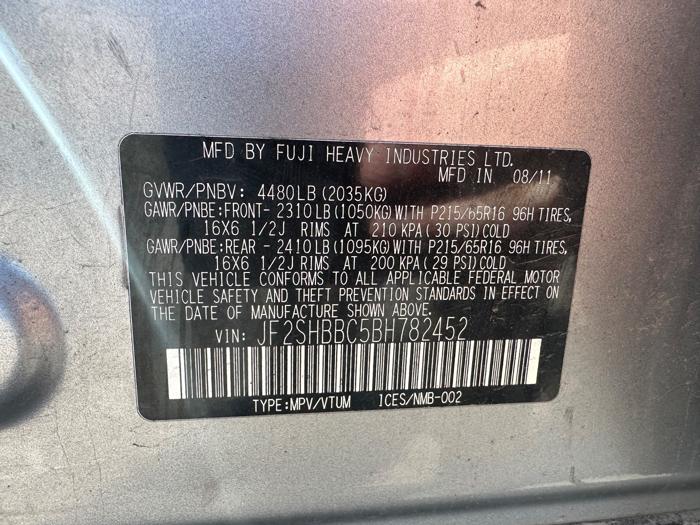 MFD BY FUJI HEAVY INDUSTRIES LTD.
MFD IN 08/11
GVWR/PNBV: 4480LB (2035KG)
GAWR/PNBE:FRONT- 2310LB (1050KG) WITH P215/65R16 96H TIRES,
16X6 1/2J RIMS AT 210 KPA ( 30 PSI) COLD
GAWR/PNBE:REAR - 2410LB (1095KG) WITH P215/65R16 96H TIRES,
16X6 1/2J RIMS AT 200 KPA ( 29 PSI) COLD
THIS VEHICLE CONFORMS TO ALL APPLICABLE FEDERAL MOTOR
VEHICLE SAFETY AND THEFT PREVENTION STANDARDS IN EFFECT ON
THE DATE OF MANUFACTURE SHOWN ABOVE.
VIN: JF2SHBBC5BH782452
TYPE:MPV/VTUM ICES/NMB-002